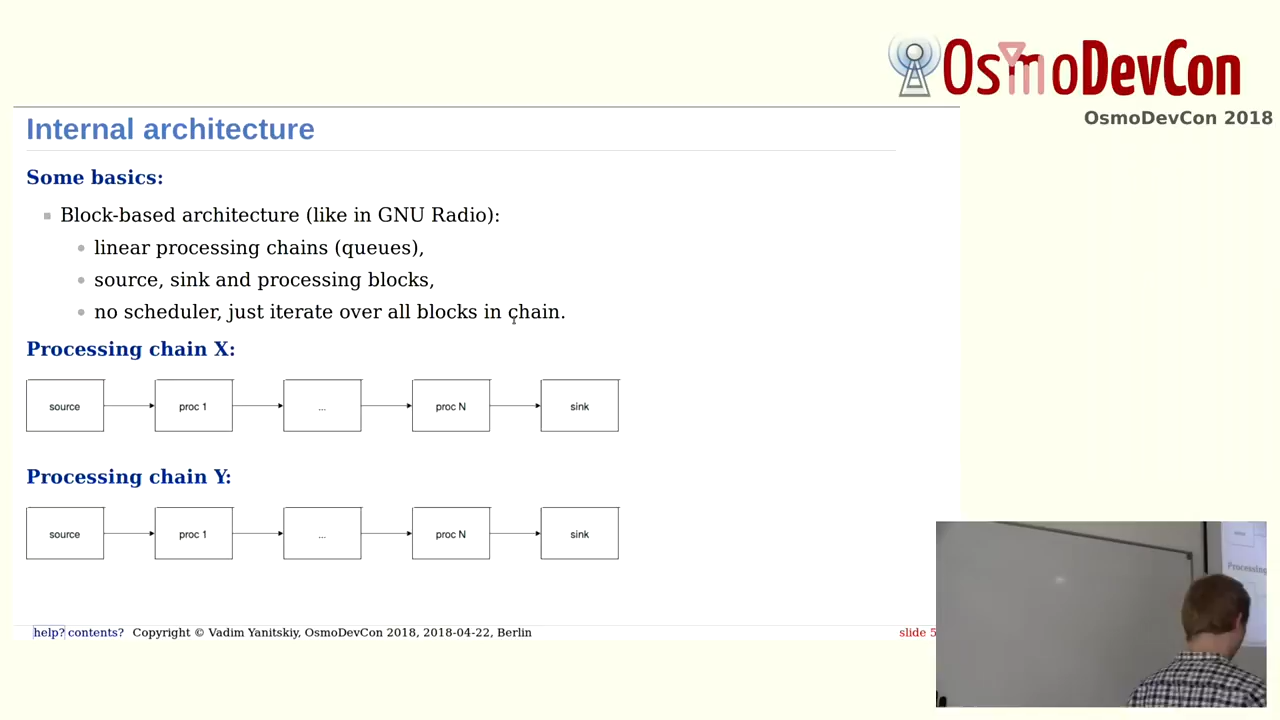 OsmoDevCon
OsmoDevCon 2018
Internal architecture
Some basics:
Block-based architecture (like in GNU Radio):
linear processing chains (queues),
source, sink and processing blocks,
no scheduler, just iterate over all blocks in chain.
Processing chain X:
source proc 1 ... proc N sink
Processing chain Y:
source proc 1 ... proc N sink
Processing
help? contents? Copyright © Vadim Yanitskiy, OsmoDevCon 2018, 2018-04-22, Berlin slide 5